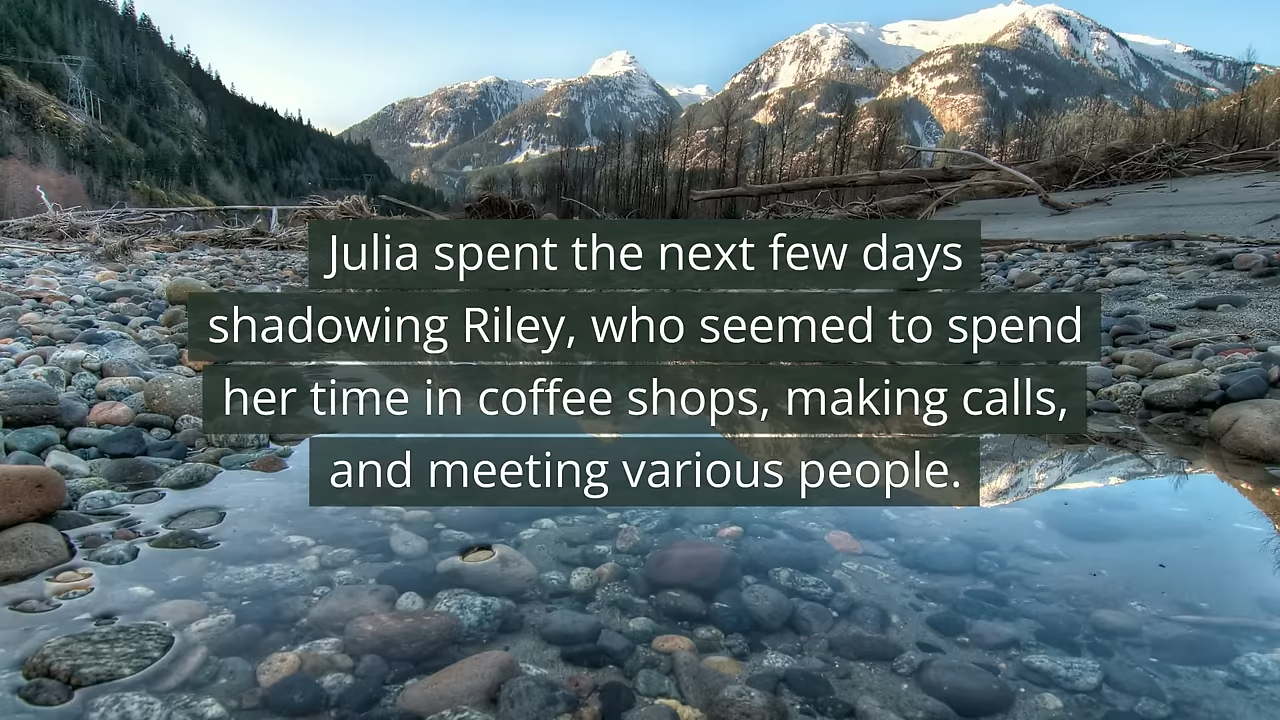 Julia spent the next few days
shadowing Riley, who seemed to spend
her time in coffee shops, making calls,
and meeting various people.